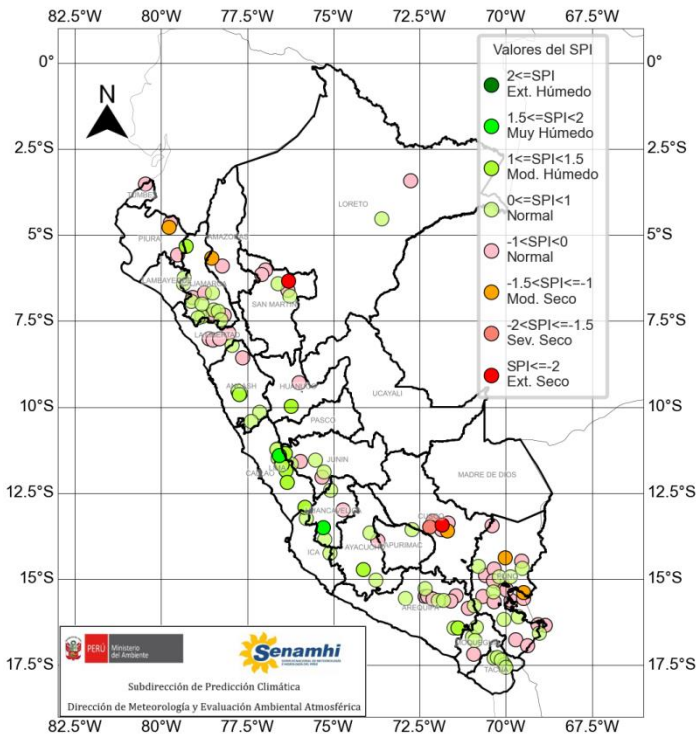 82.5°W 80°W 77.5°W 75°W 72.5°W 70°W 67.5°W
0°
2.5°S
5°S
7.5°S
10°S
12.5°S
15°S
17.5°S
N
Valores del SPI
2<=SPI
Ext. Húmedo
1.5<=SPI<2
Muy Húmedo
1<=SPI<1.5
Mod. Húmedo
0<=SPI<1
Normal
-1<SPI<0
Normal
-1.5<SPI<=-1
Mod. Seco
-2<SPI<=-1.5
Sev. Seco
SPI<=-2
Ext. Seco
0°
2.5°S
5°S
7.5°S
10°S
12.5°S
15°S
17.5°S
TUMBES
LORETO
PIURA
AMAZONAS
LAMBAYEQUE
CAJAMARCA
SAN MARTIN
LA LIBERTAD
ANCASH
HUANUCO
UCAYALI
PASCO
JUNIN
LIMA
CALLAO
MADRE DE DIOS
HUANCAVELICA
CUSCO
ICA
AYACUCHO
APURIMAC
PUNO
AREQUIPA
MOQUEGUA
TACNA
PERÚ
Ministerio
del Ambiente
Senamhi
Subdirección de Predicción Climática
Dirección de Meteorología y Evaluación Ambiental Atmosférica
82.5°W 80°W 77.5°W 75°W 72.5°W 70°W 67.5°W